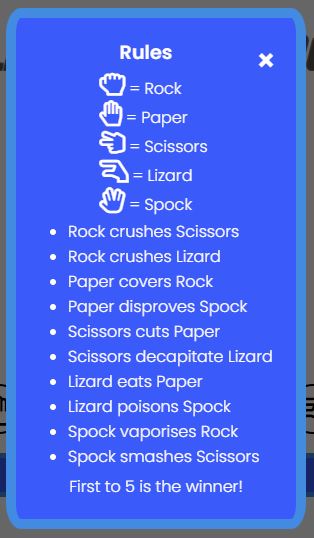 Rules
= Rock
= Paper
= Scissors
= Lizard
= Spock
Rock crushes Scissors
Rock crushes Lizard
Paper covers Rock
Paper disproves Spock
Scissors cuts Paper
Scissors decapitate Lizard
Lizard eats Paper
Lizard poisons Spock
Spock vaporises Rock
Spock smashes Scissors
First to 5 is the winner!